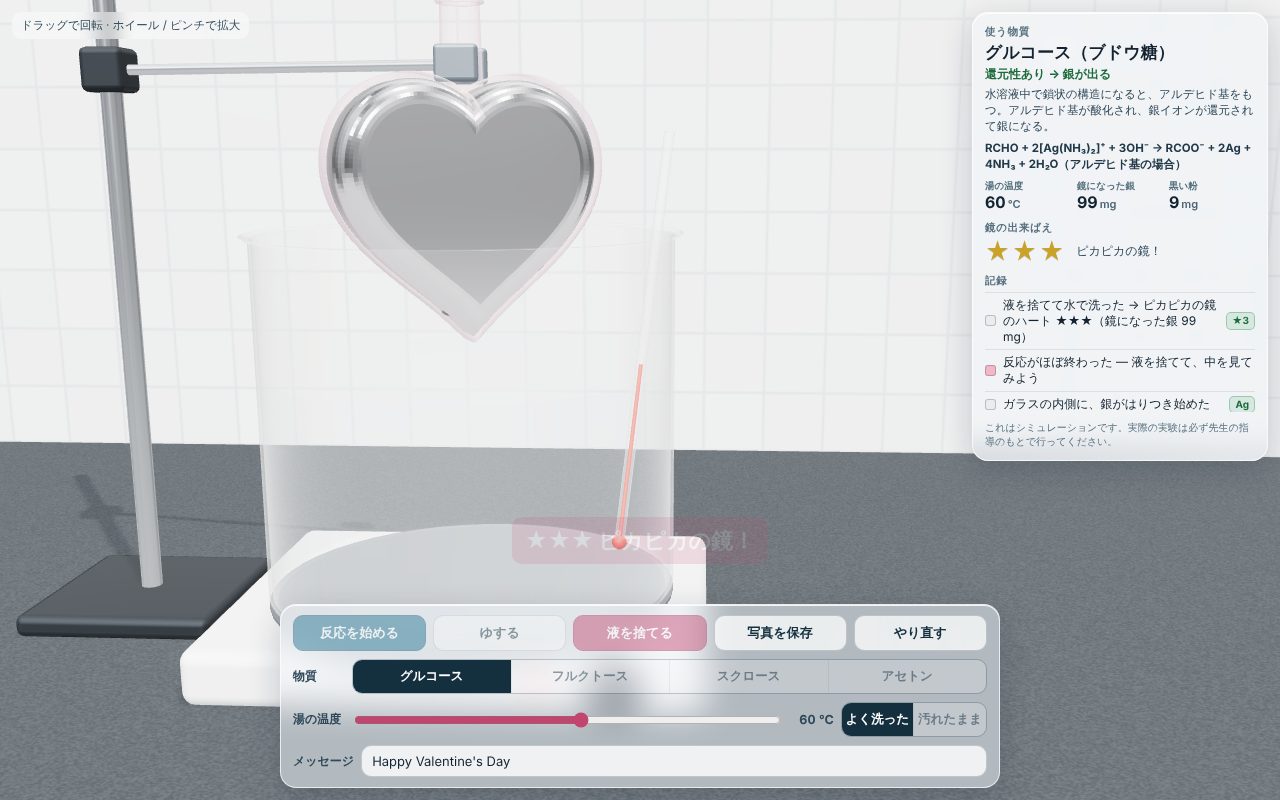 ドラッグで回転 · ホイール / ピンチで拡大
使う物質
グルコース（ブドウ糖）
還元性あり → 銀が出る
水溶液中で鎖状の構造になると、アルデヒド基をも
つ。アルデヒド基が酸化され、銀イオンが還元され
て銀になる。
RCHO + 2[Ag(NH₃)₂]⁺ + 3OH⁻ → RCOO⁻ + 2Ag +
4NH₃ + 2H₂O（アルデヒド基の場合）
湯の温度 鏡になった銀 黒い粉
60 °C 99 mg 9 mg
鏡の出来ばえ
★★★ ピカピカの鏡！
記録
液を捨てて水で洗った → ピカピカの鏡
のハート ★★★（鏡になった銀 99
mg）
★3
反応がほぼ終わった — 液を捨てて、中を見て
みよう
ガラスの内側に、銀がはりつき始めた Ag
これはシミュレーションです。実際の実験は必ず先生の指
導のもとで行ってください。
★★★ ピカピカの鏡！
反応を始める ゆする 液を捨てる 写真を保存 やり直す
物質 グルコース フルクトース スクロース アセトン
湯の温度 60 °C よく洗った 汚れたまま
メッセージ Happy Valentine's Day